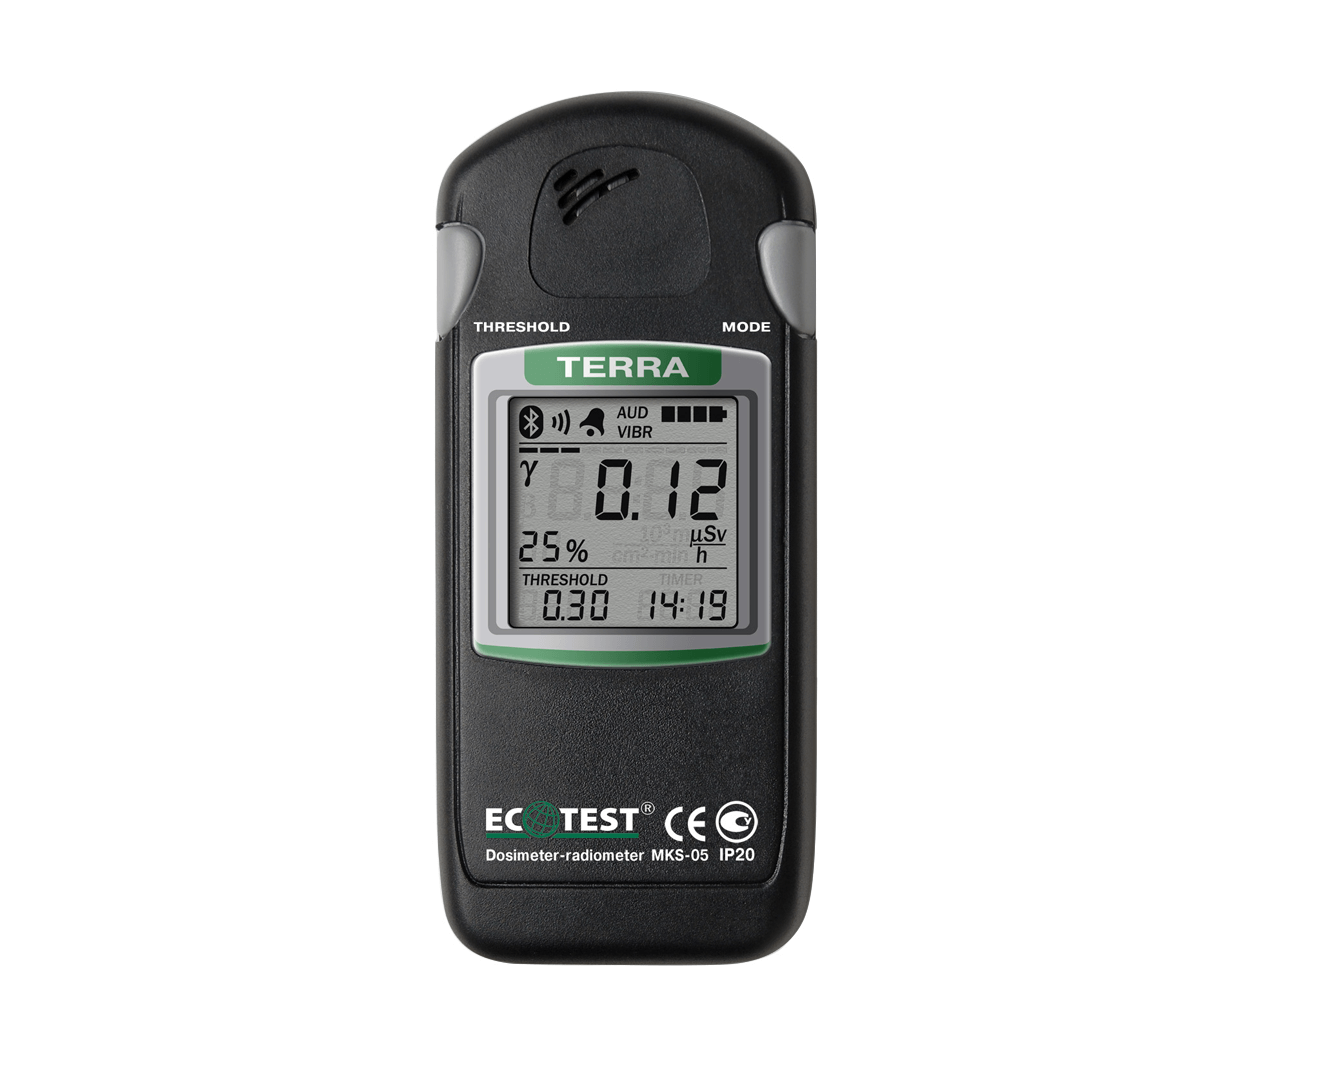 THRESHOLD MODE
TERRA
AUD
VIBR
γ 0.12
25% μSv/h
THRESHOLD TIMER
0.30 14:19
ECOTEST®
CE
Dosimeter-radiometer MKS-05 IP20